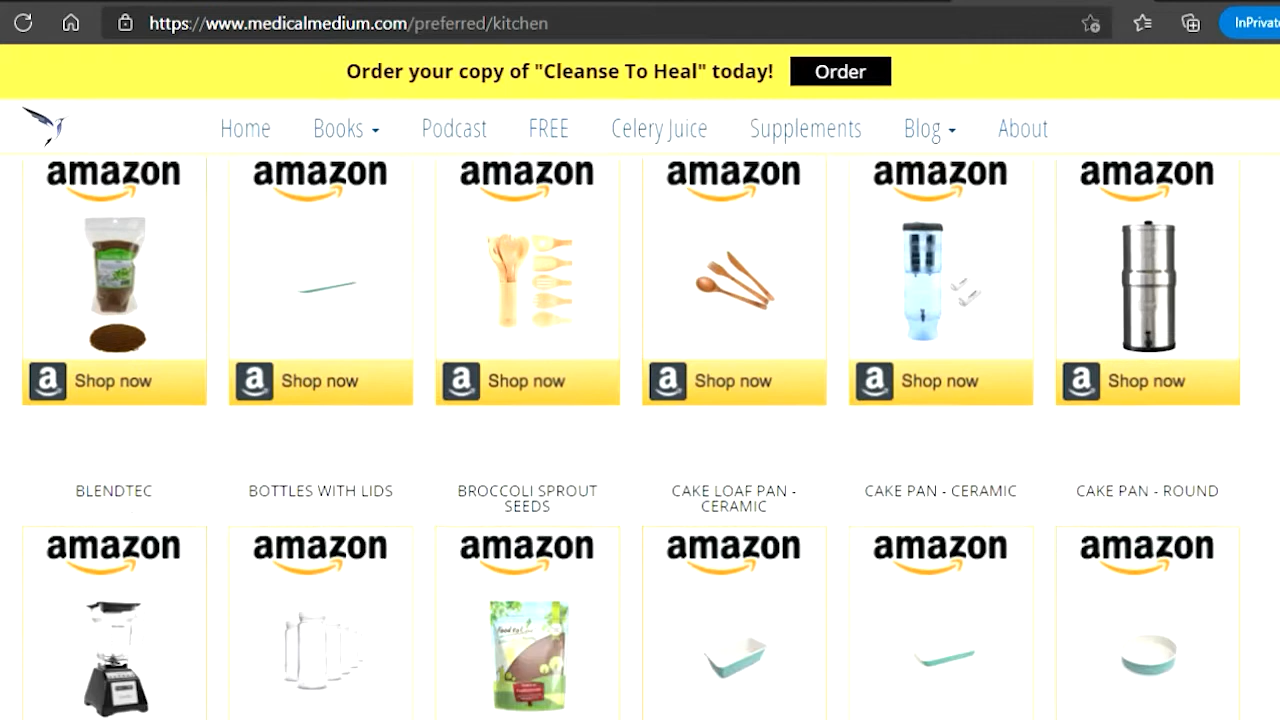 https://www.medicalmedium.com/preferred/kitchen
InPrivate
Order your copy of "Cleanse To Heal" today!
Order
Home Books Podcast FREE Celery Juice Supplements Blog About
amazon amazon amazon amazon amazon amazon
a Shop now a Shop now a Shop now a Shop now a Shop now a Shop now
BLENDTEC BOTTLES WITH LIDS BROCCOLI SPROUT CAKE LOAF PAN - CAKE PAN - CERAMIC CAKE PAN - ROUND
SEEDS CERAMIC
amazon amazon amazon amazon amazon amazon